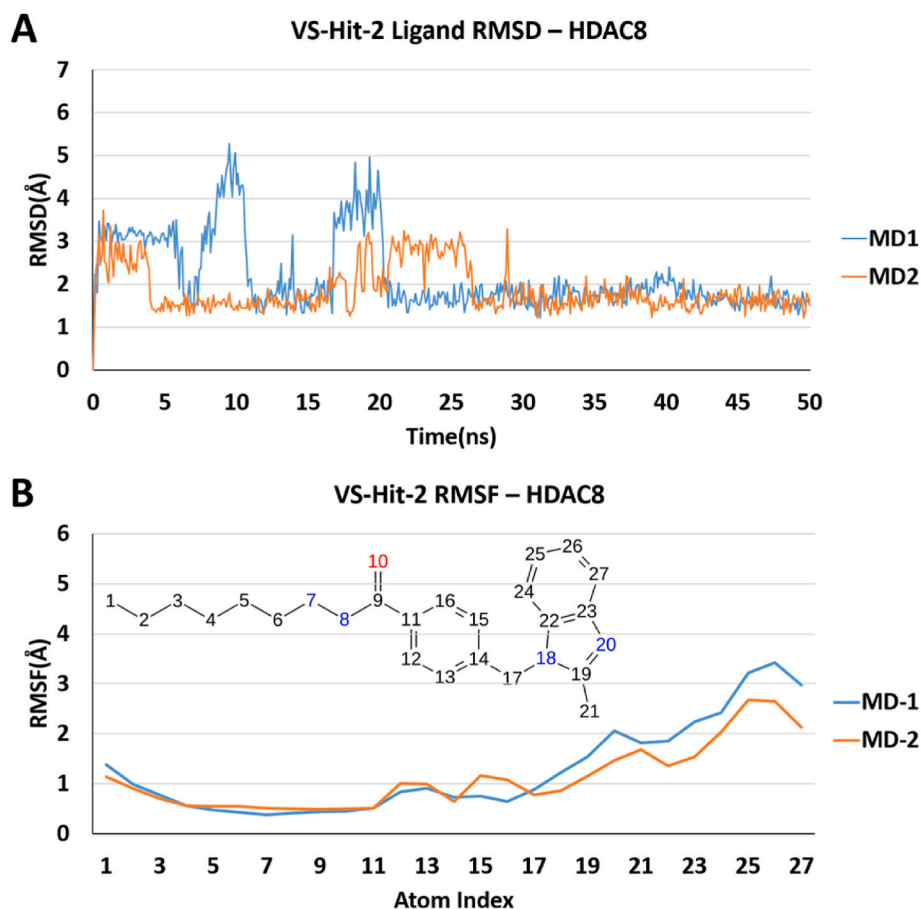 A
VS-Hit-2 Ligand RMSD – HDAC8
7
6
5
4
3
2
1
0
RMSD(Å)
0 5 10 15 20 25 30 35 40 45 50
Time(ns)
MD1
MD2
B
VS-Hit-2 RMSF – HDAC8
6
5
4
3
2
1
0
RMSF(Å)
1 2 3 4 5 6 7 8 9 10 11 12 13 14 15 16 17 18 19 20 21 22 23 24 25 26 27
MD-1
MD-2
1 3 5 7 9 11 13 15 17 19 21 23 25 27
Atom Index